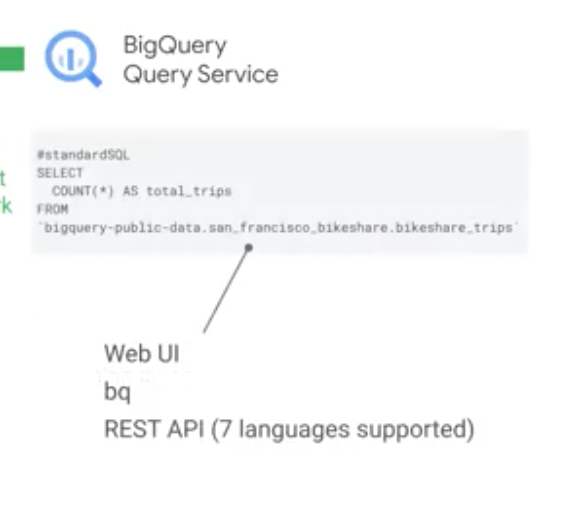 BigQuery
Query Service
t
rk
#standardSQL
SELECT
COUNT(*) AS total_trips
FROM
`bigquery-public-data.san_francisco_bikeshare.bikeshare_trips`
Web UI
bq
REST API (7 languages supported)